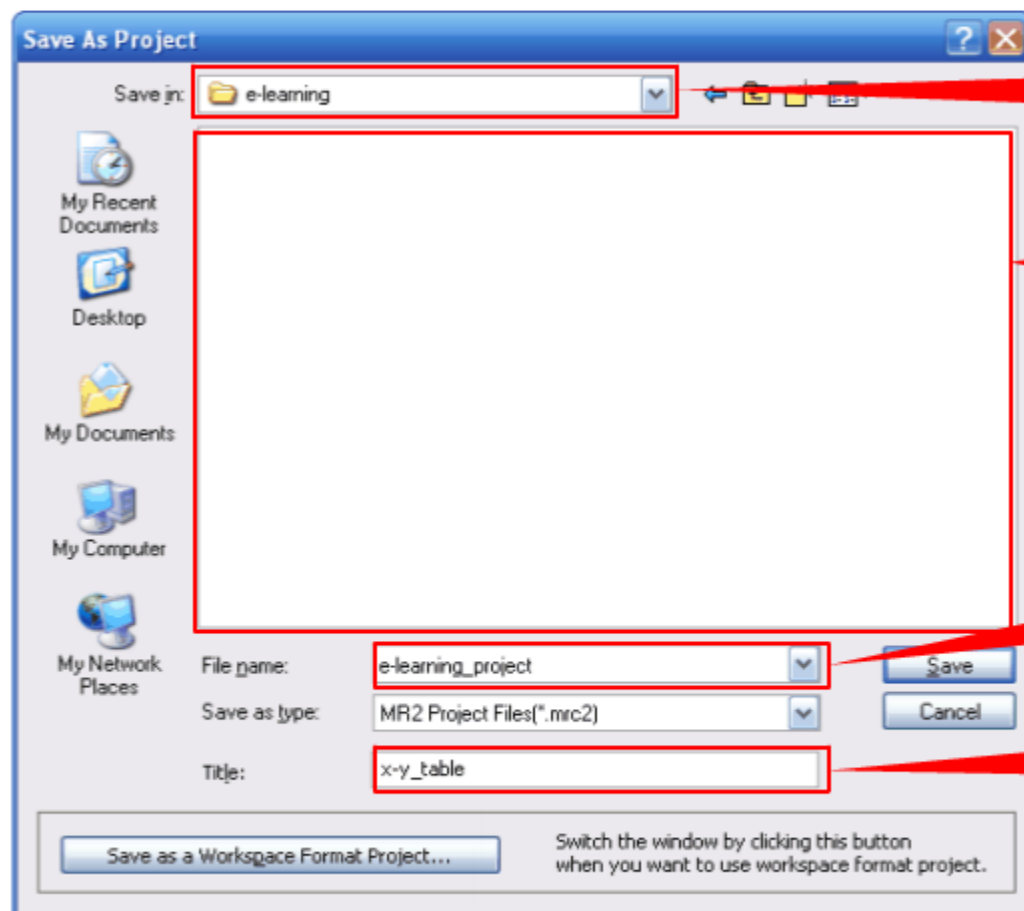 Save As Project
Save in:
e-learning
My Recent
Documents
Desktop
My Documents
My Computer
My Network
Places
File name:
e-learning_project
Save
Save as type:
MR2 Project Files(*.mrc2)
Cancel
Title:
x-y_table
Save as a Workspace Format Project...
Switch the window by clicking this button
when you want to use workspace format project.